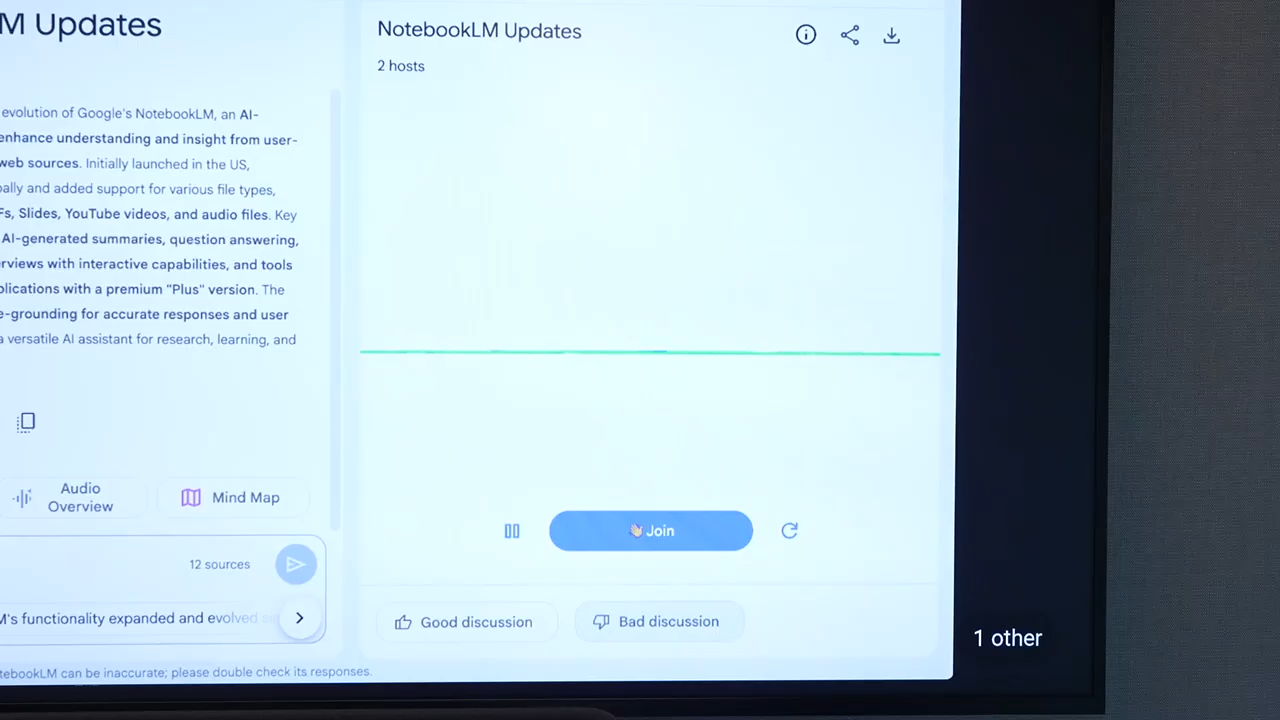 M Updates
evolution of Google's NotebookLM, an AI-
enhance understanding and insight from user-
web sources. Initially launched in the US,
bally and added support for various file types,
Fs, Slides, YouTube videos, and audio files. Key
AI-generated summaries, question answering,
rviews with interactive capabilities, and tools
plications with a premium "Plus" version. The
e-grounding for accurate responses and user
a versatile AI assistant for research, learning, and
Audio
Overview
Mind Map
12 sources
M's functionality expanded and evolved
tebookLM can be inaccurate; please double check its responses.
NotebookLM Updates
2 hosts
Join
Good discussion
Bad discussion
1 other